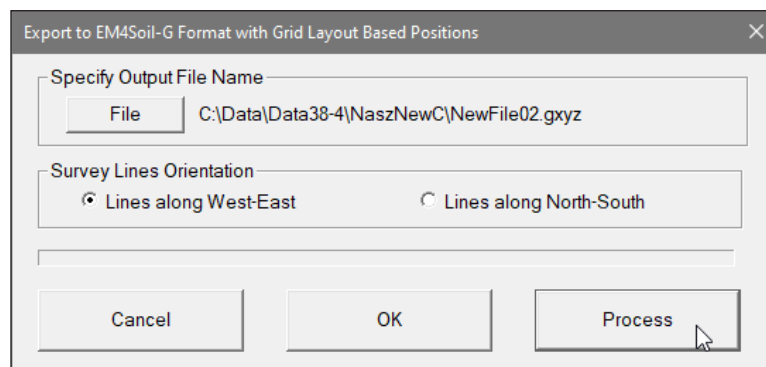 Export to EM4Soil-G Format with Grid Layout Based Positions
Specify Output File Name
File C:\Data\Data38-4\NaszNewC\NewFile02.gxyz
Survey Lines Orientation
Lines along West-East Lines along North-South
Cancel OK Process